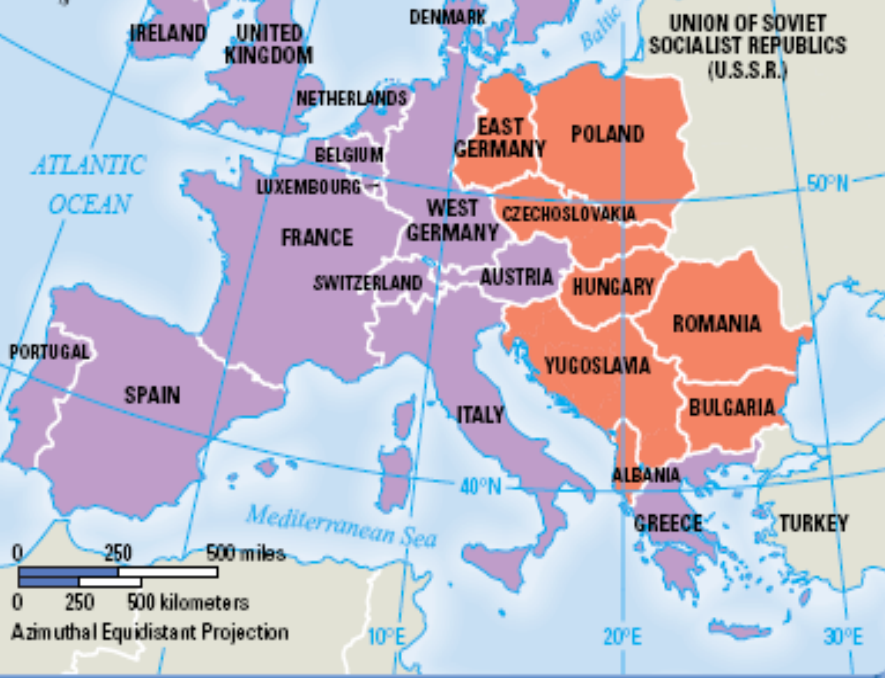 IRELAND
UNITED
KINGDOM
DENMARK
Baltic
UNION OF SOVIET
SOCIALIST REPUBLICS
(U.S.S.R.)
NETHERLANDS
EAST
GERMANY
POLAND
ATLANTIC
OCEAN
BELGIUM
LUXEMBOURG
50°N
WEST
GERMANY
CZECHOSLOVAKIA
FRANCE
SWITZERLAND
AUSTRIA
HUNGARY
ROMANIA
PORTUGAL
SPAIN
YUGOSLAVIA
ITALY
BULGARIA
ALBANIA
40°N
GREECE
TURKEY
Mediterranean Sea
0 250 500 miles
0 250 500 kilometers
Azimuthal Equidistant Projection
10°E
20°E
30°E